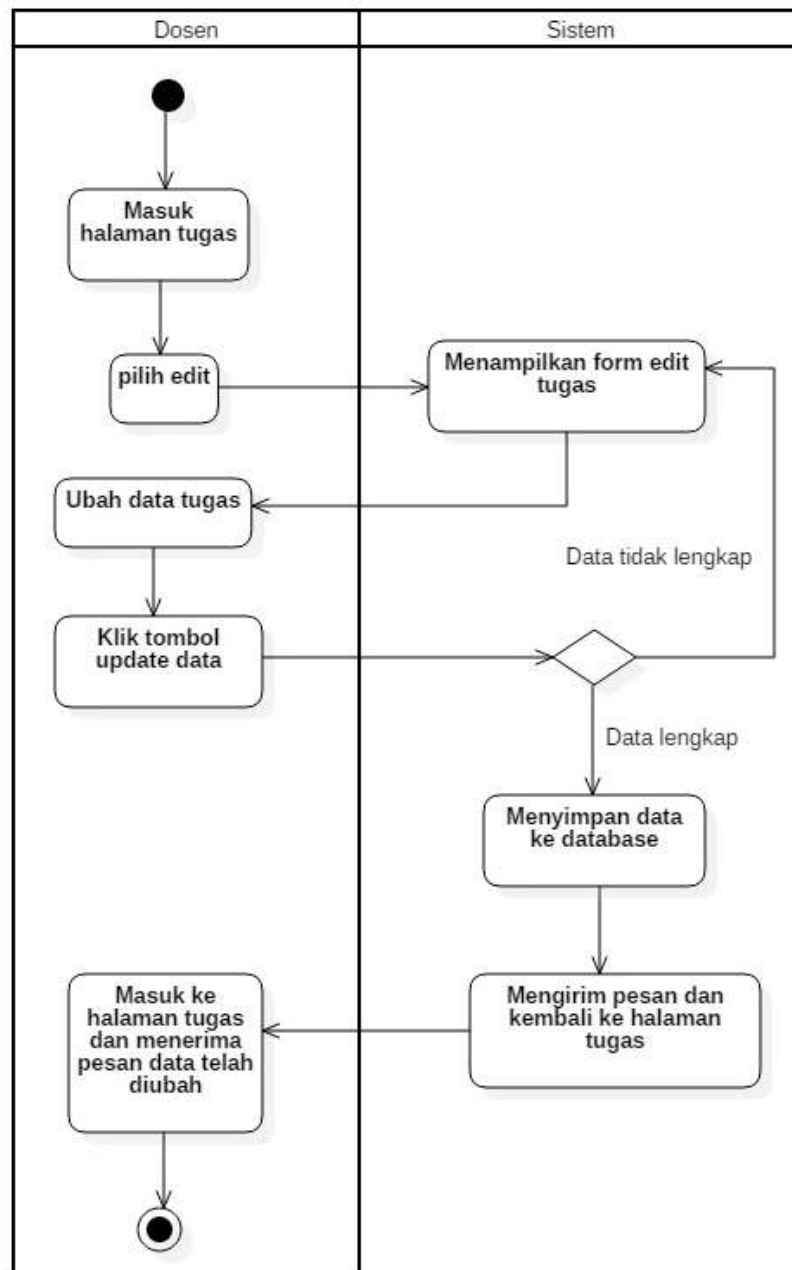 Dosen
Sistem
Masuk
halaman tugas
pilih edit
Menampilkan form edit
tugas
Ubah data tugas
Data tidak lengkap
Klik tombol
update data
Data lengkap
Menyimpan data
ke database
Masuk ke
halaman tugas
dan menerima
pesan data telah
diubah
Mengirim pesan dan
kembali ke halaman
tugas